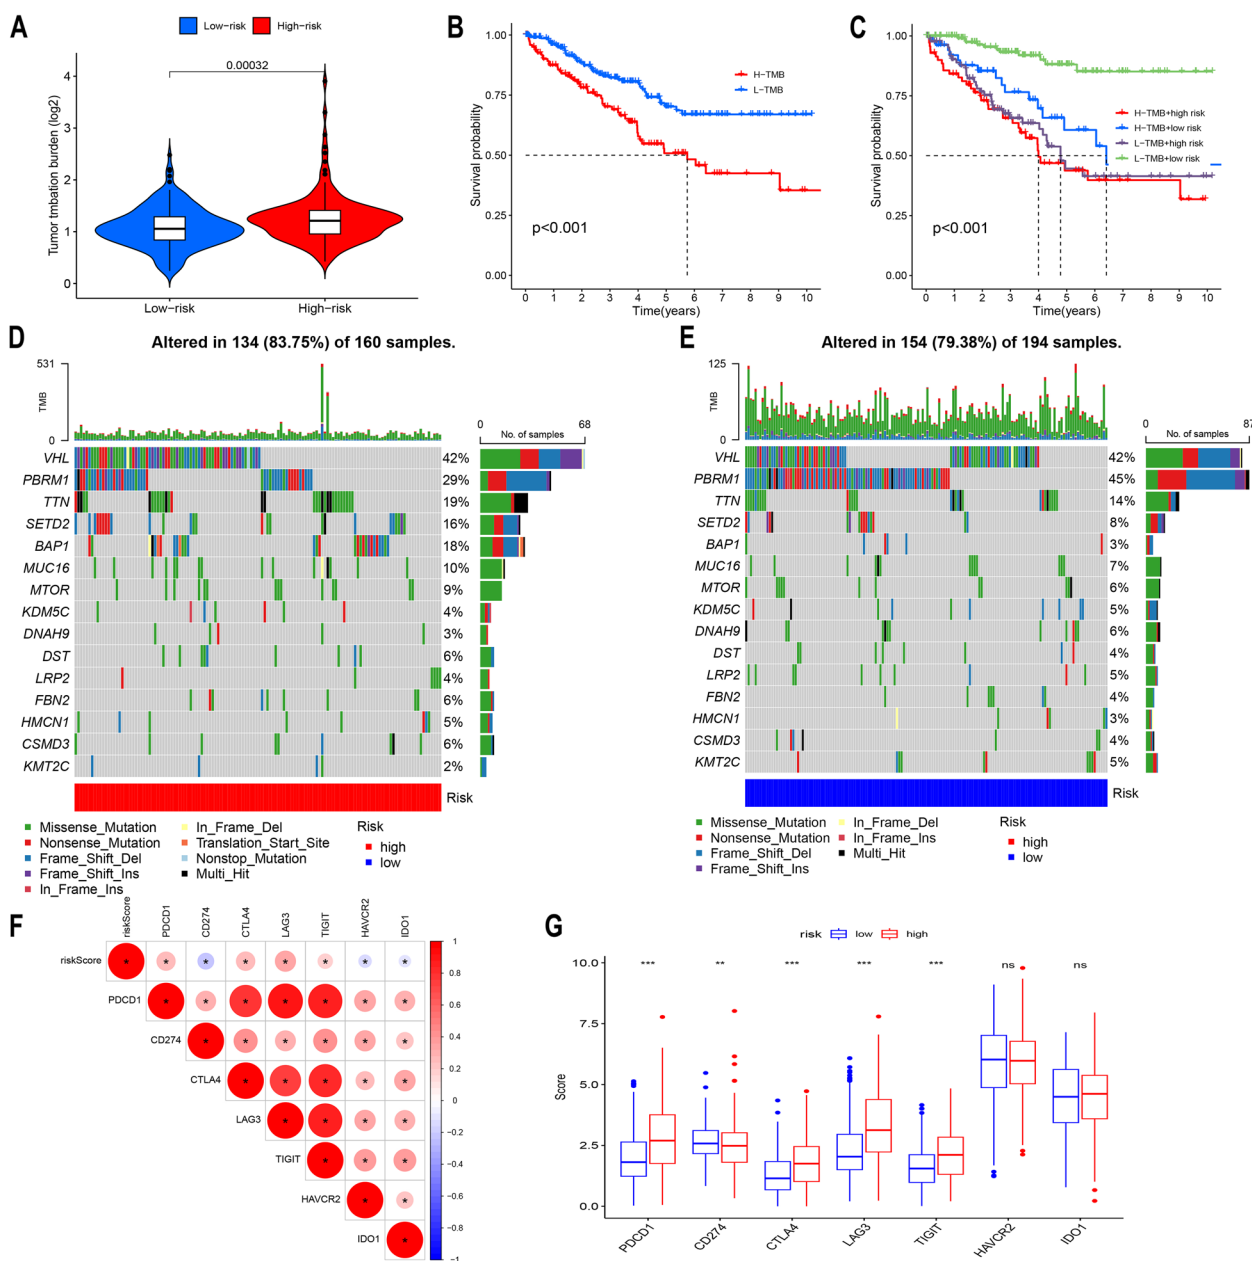 A
Low-risk
High-risk
0.00032
Tumor tmbation burden (log2)
4
3
2
1
0
Low-risk
High-risk
B
Survival probability
1.00
0.75
0.50
0.25
0.00
H-TMB
L-TMB
p<0.001
0 1 2 3 4 5 6 7 8 9 10
Time(years)
C
Survival probability
1.00
0.75
0.50
0.25
0.00
H-TMB+high risk
H-TMB+low risk
L-TMB+high risk
L-TMB+low risk
p<0.001
0 1 2 3 4 5 6 7 8 9 10
Time(years)
D
Altered in 134 (83.75%) of 160 samples.
531
TMB
0
0 68
No. of samples
VHL 42%
PBRM1 29%
TTN 19%
SETD2 16%
BAP1 18%
MUC16 10%
MTOR 9%
KDM5C 4%
DNAH9 3%
DST 6%
LRP2 4%
FBN2 6%
HMCN1 5%
CSMD3 6%
KMT2C 2%
Risk
Missense_Mutation
Nonsense_Mutation
Frame_Shift_Del
Frame_Shift_Ins
In_Frame_Ins
In_Frame_Del
Translation_Start_Site
Nonstop_Mutation
Multi_Hit
Risk
high
low
E
Altered in 154 (79.38%) of 194 samples.
125
TMB
0
0 87
No. of samples
VHL 42%
PBRM1 45%
TTN 14%
SETD2 8%
BAP1 3%
MUC16 7%
MTOR 6%
KDM5C 5%
DNAH9 6%
DST 4%
LRP2 5%
FBN2 4%
HMCN1 3%
CSMD3 4%
KMT2C 5%
Risk
Missense_Mutation
Nonsense_Mutation
Frame_Shift_Del
Frame_Shift_Ins
In_Frame_Del
In_Frame_Ins
Multi_Hit
Risk
high
low
F
riskScore PDCD1 CD274 CTLA4 LAG3 TIGIT HAVCR2 IDO1
riskScore * * * * * * * *
PDCD1 * * * * * * *
CD274 * * * * * *
CTLA4 * * * * *
LAG3 * * * *
TIGIT * * *
HAVCR2 * *
IDO1 *
1
0.8
0.6
0.4
0.2
0
-0.2
-0.4
-0.6
-0.8
-1
G
risk low high
*** ** *** *** *** ns ns
Score
10.0
7.5
5.0
2.5
0.0
PDCD1 CD274 CTLA4 LAG3 TIGIT HAVCR2 IDO1